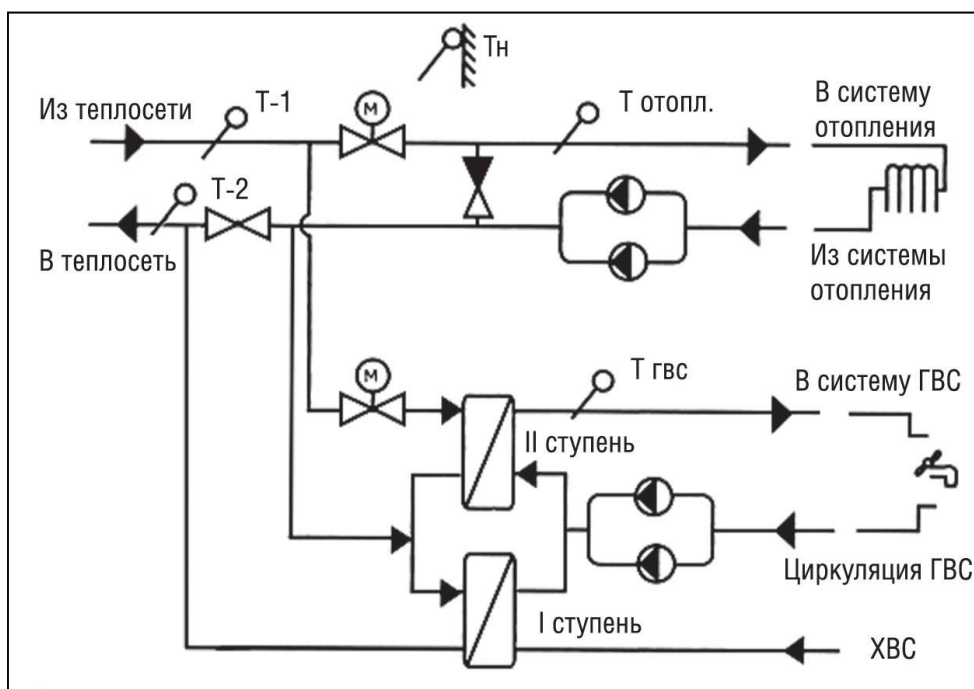 Тн
Из теплосети
Т-1
М
Т отопл.
В систему
отопления
Т-2
В теплосеть
Из системы
отопления
М
Т гвс
В систему ГВС
II ступень
Циркуляция ГВС
I ступень
ХВС